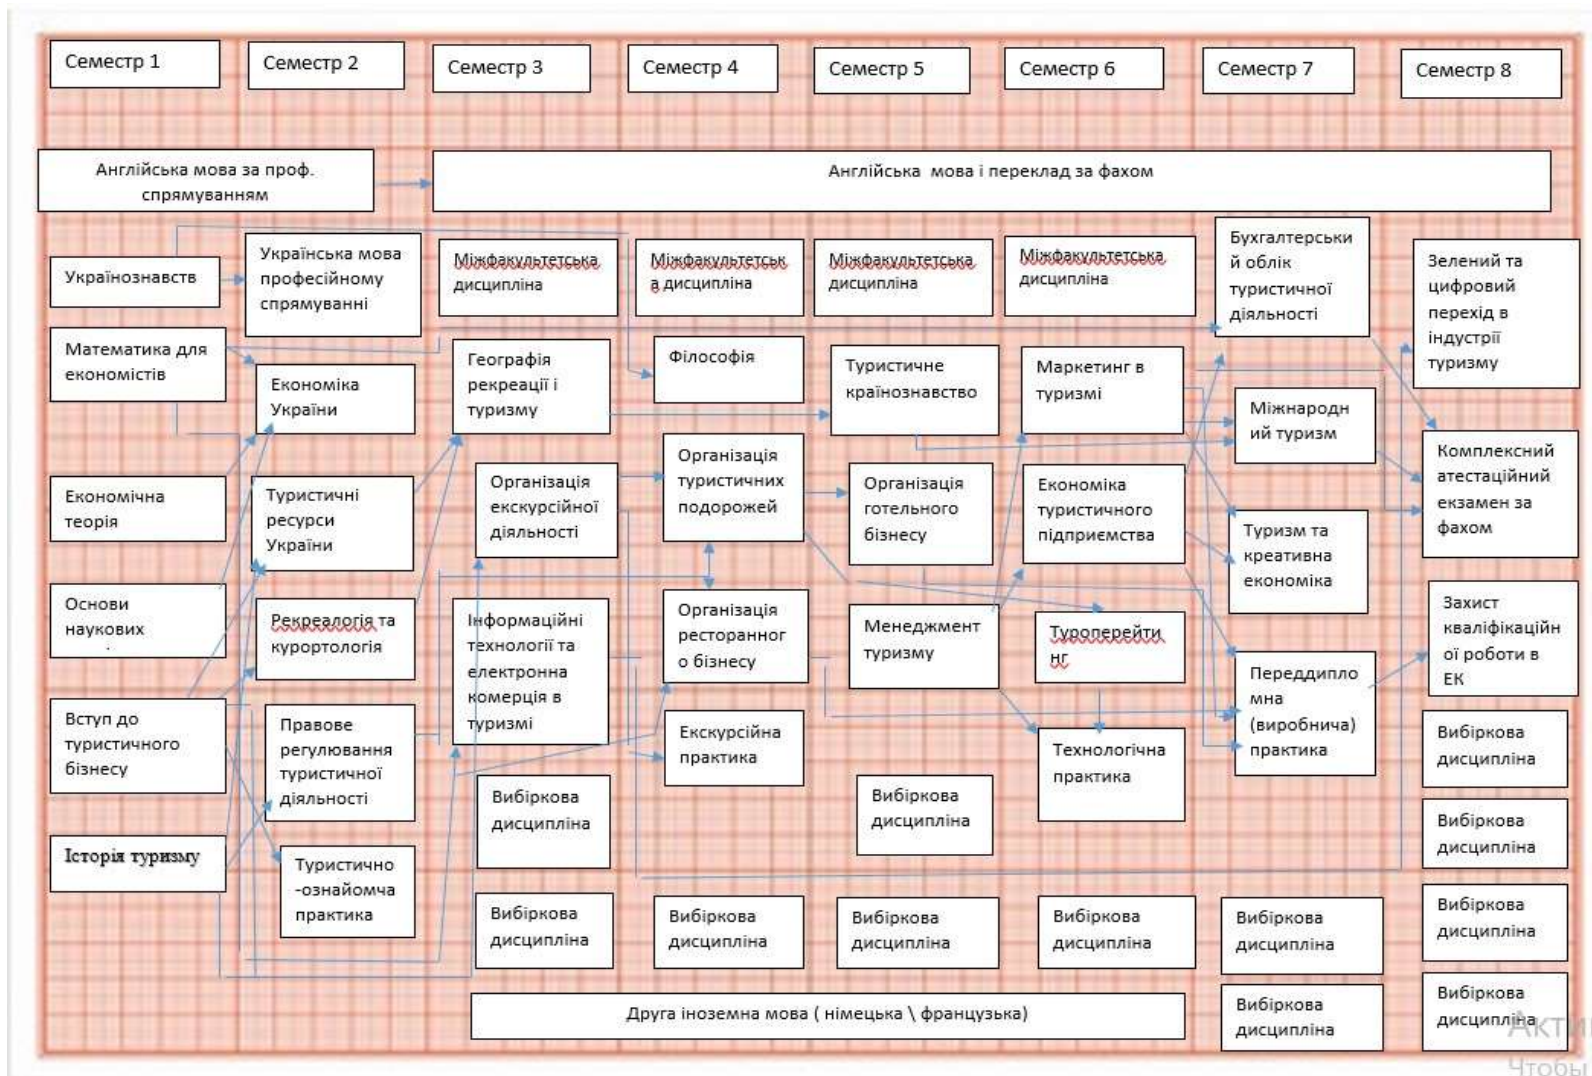 Семестр 1
Семестр 2
Семестр 3
Семестр 4
Семестр 5
Семестр 6
Семестр 7
Семестр 8
Англійська мова за проф.
спрямуванням
Англійська мова і переклад за фахом
Українознавств
Математика для
економістів
Економічна
теорія
Основи
наукових
Вступ до
туристичного
бізнесу
Історія туризму
Українська мова
професійному
спрямуванні
Економіка
України
Туристичні
ресурси
України
Рекреалогія та
курортологія
Правове
регулювання
туристичної
діяльності
Туристично
-ознайомча
практика
Міжфакультетська
дисципліна
Географія
рекреації і
туризму
Організація
екскурсійної
діяльності
Інформаційні
технології та
електронна
комерція в
туризмі
Вибіркова
дисципліна
Вибіркова
дисципліна
Міжфакультетськ
а дисципліна
Філософія
Організація
туристичних
подорожей
Організація
ресторанног
о бізнесу
Екскурсійна
практика
Вибіркова
дисципліна
Міжфакультетська
дисципліна
Туристичне
країнознавство
Організація
готельного
бізнесу
Менеджмент
туризму
Вибіркова
дисципліна
Вибіркова
дисципліна
Міжфакультетська
дисципліна
Маркетинг в
туризмі
Економіка
туристичного
підприємства
Туроперейти
нг
Технологічна
практика
Вибіркова
дисципліна
Друга іноземна мова ( німецька \ французька)
Бухгалтерськи
й облік
туристичної
діяльності
Міжнародн
ий туризм
Туризм та
креативна
економіка
Переддипло
мна
(виробнича)
практика
Вибіркова
дисципліна
Вибіркова
дисципліна
Зелений та
цифровий
перехід в
індустрії
туризму
Комплексний
атестаційний
екзамен за
фахом
Захист
кваліфікаційн
ої роботи в
ЕК
Вибіркова
дисципліна
Вибіркова
дисципліна
Вибіркова
дисципліна
Вибіркова
дисципліна
Чтобы